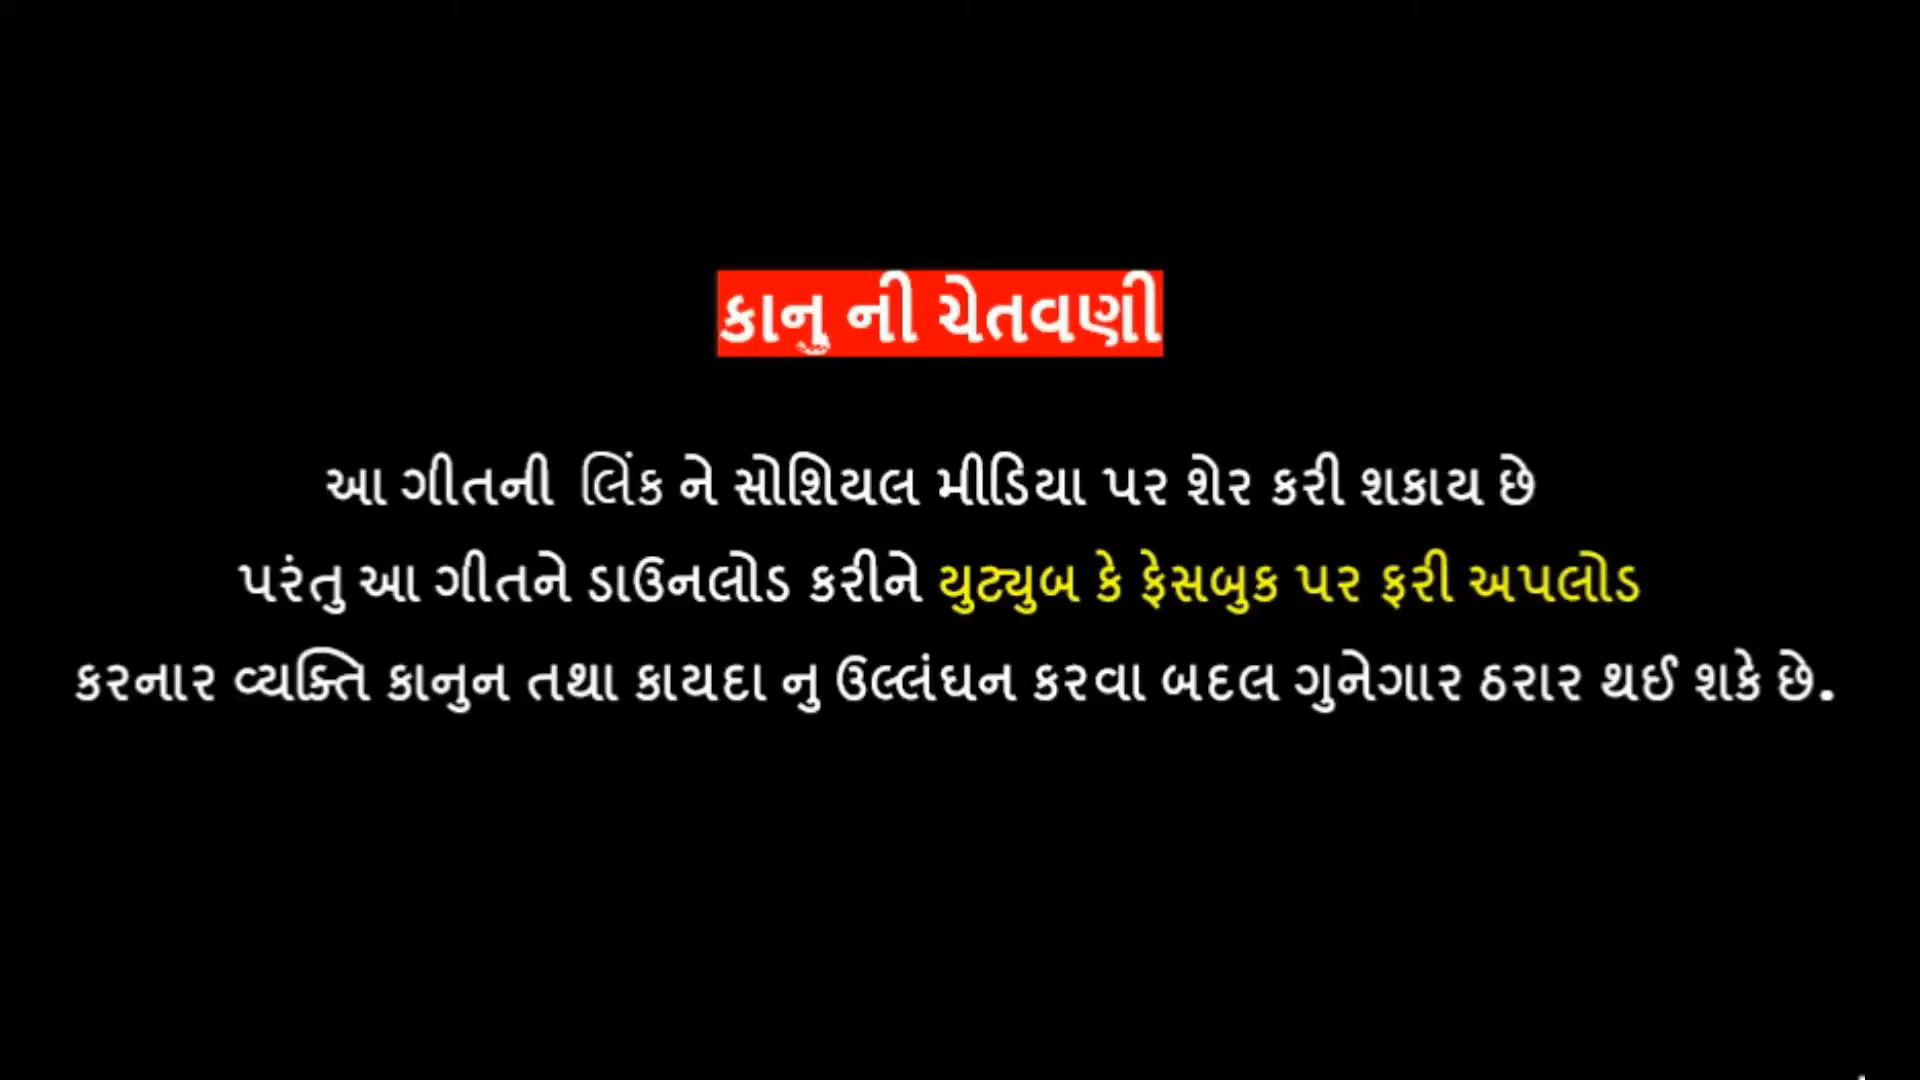 કાનુ ની ચેતવણી
આ ગીતની લિંક ને સોશિયલ મીડિયા પર શેર કરી શકાય છે
પરંતુ આ ગીતને ડાઉનલોડ કરીને યુટ્યુબ કે ફેસબુક પર ફરી અપલોડ
કરનાર વ્યક્તિ કાનુન તથા કાયદા નુ ઉલ્લંઘન કરવા બદલ ગુનેગાર ઠરાર થઈ શકે છે.